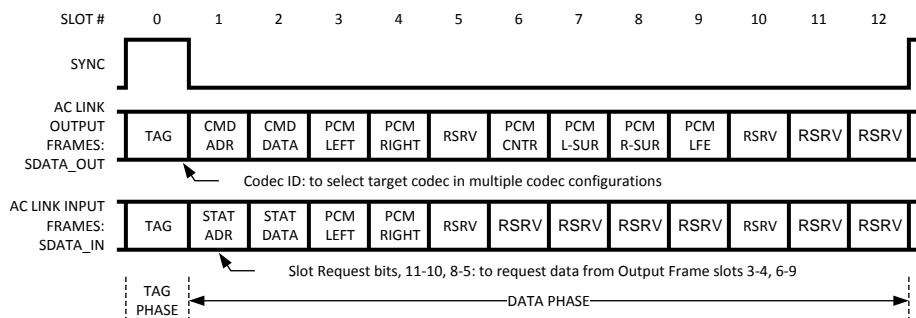 SLOT # 0 1 2 3 4 5 6 7 8 9 10 11 12
SYNC
AC LINK
OUTPUT
FRAMES:
SDATA_OUT
TAG CMD ADR CMD DATA PCM LEFT PCM RIGHT RSRV PCM CNTR PCM L-SUR PCM R-SUR PCM LFE RSRV RSRV RSRV
Codec ID: to select target codec in multiple codec configurations
AC LINK INPUT
FRAMES:
SDATA_IN
TAG STAT ADR STAT DATA PCM LEFT PCM RIGHT RSRV RSRV RSRV RSRV RSRV RSRV RSRV RSRV
Slot Request bits, 11-10, 8-5: to request data from Output Frame slots 3-4, 6-9
TAG
PHASE
DATA PHASE